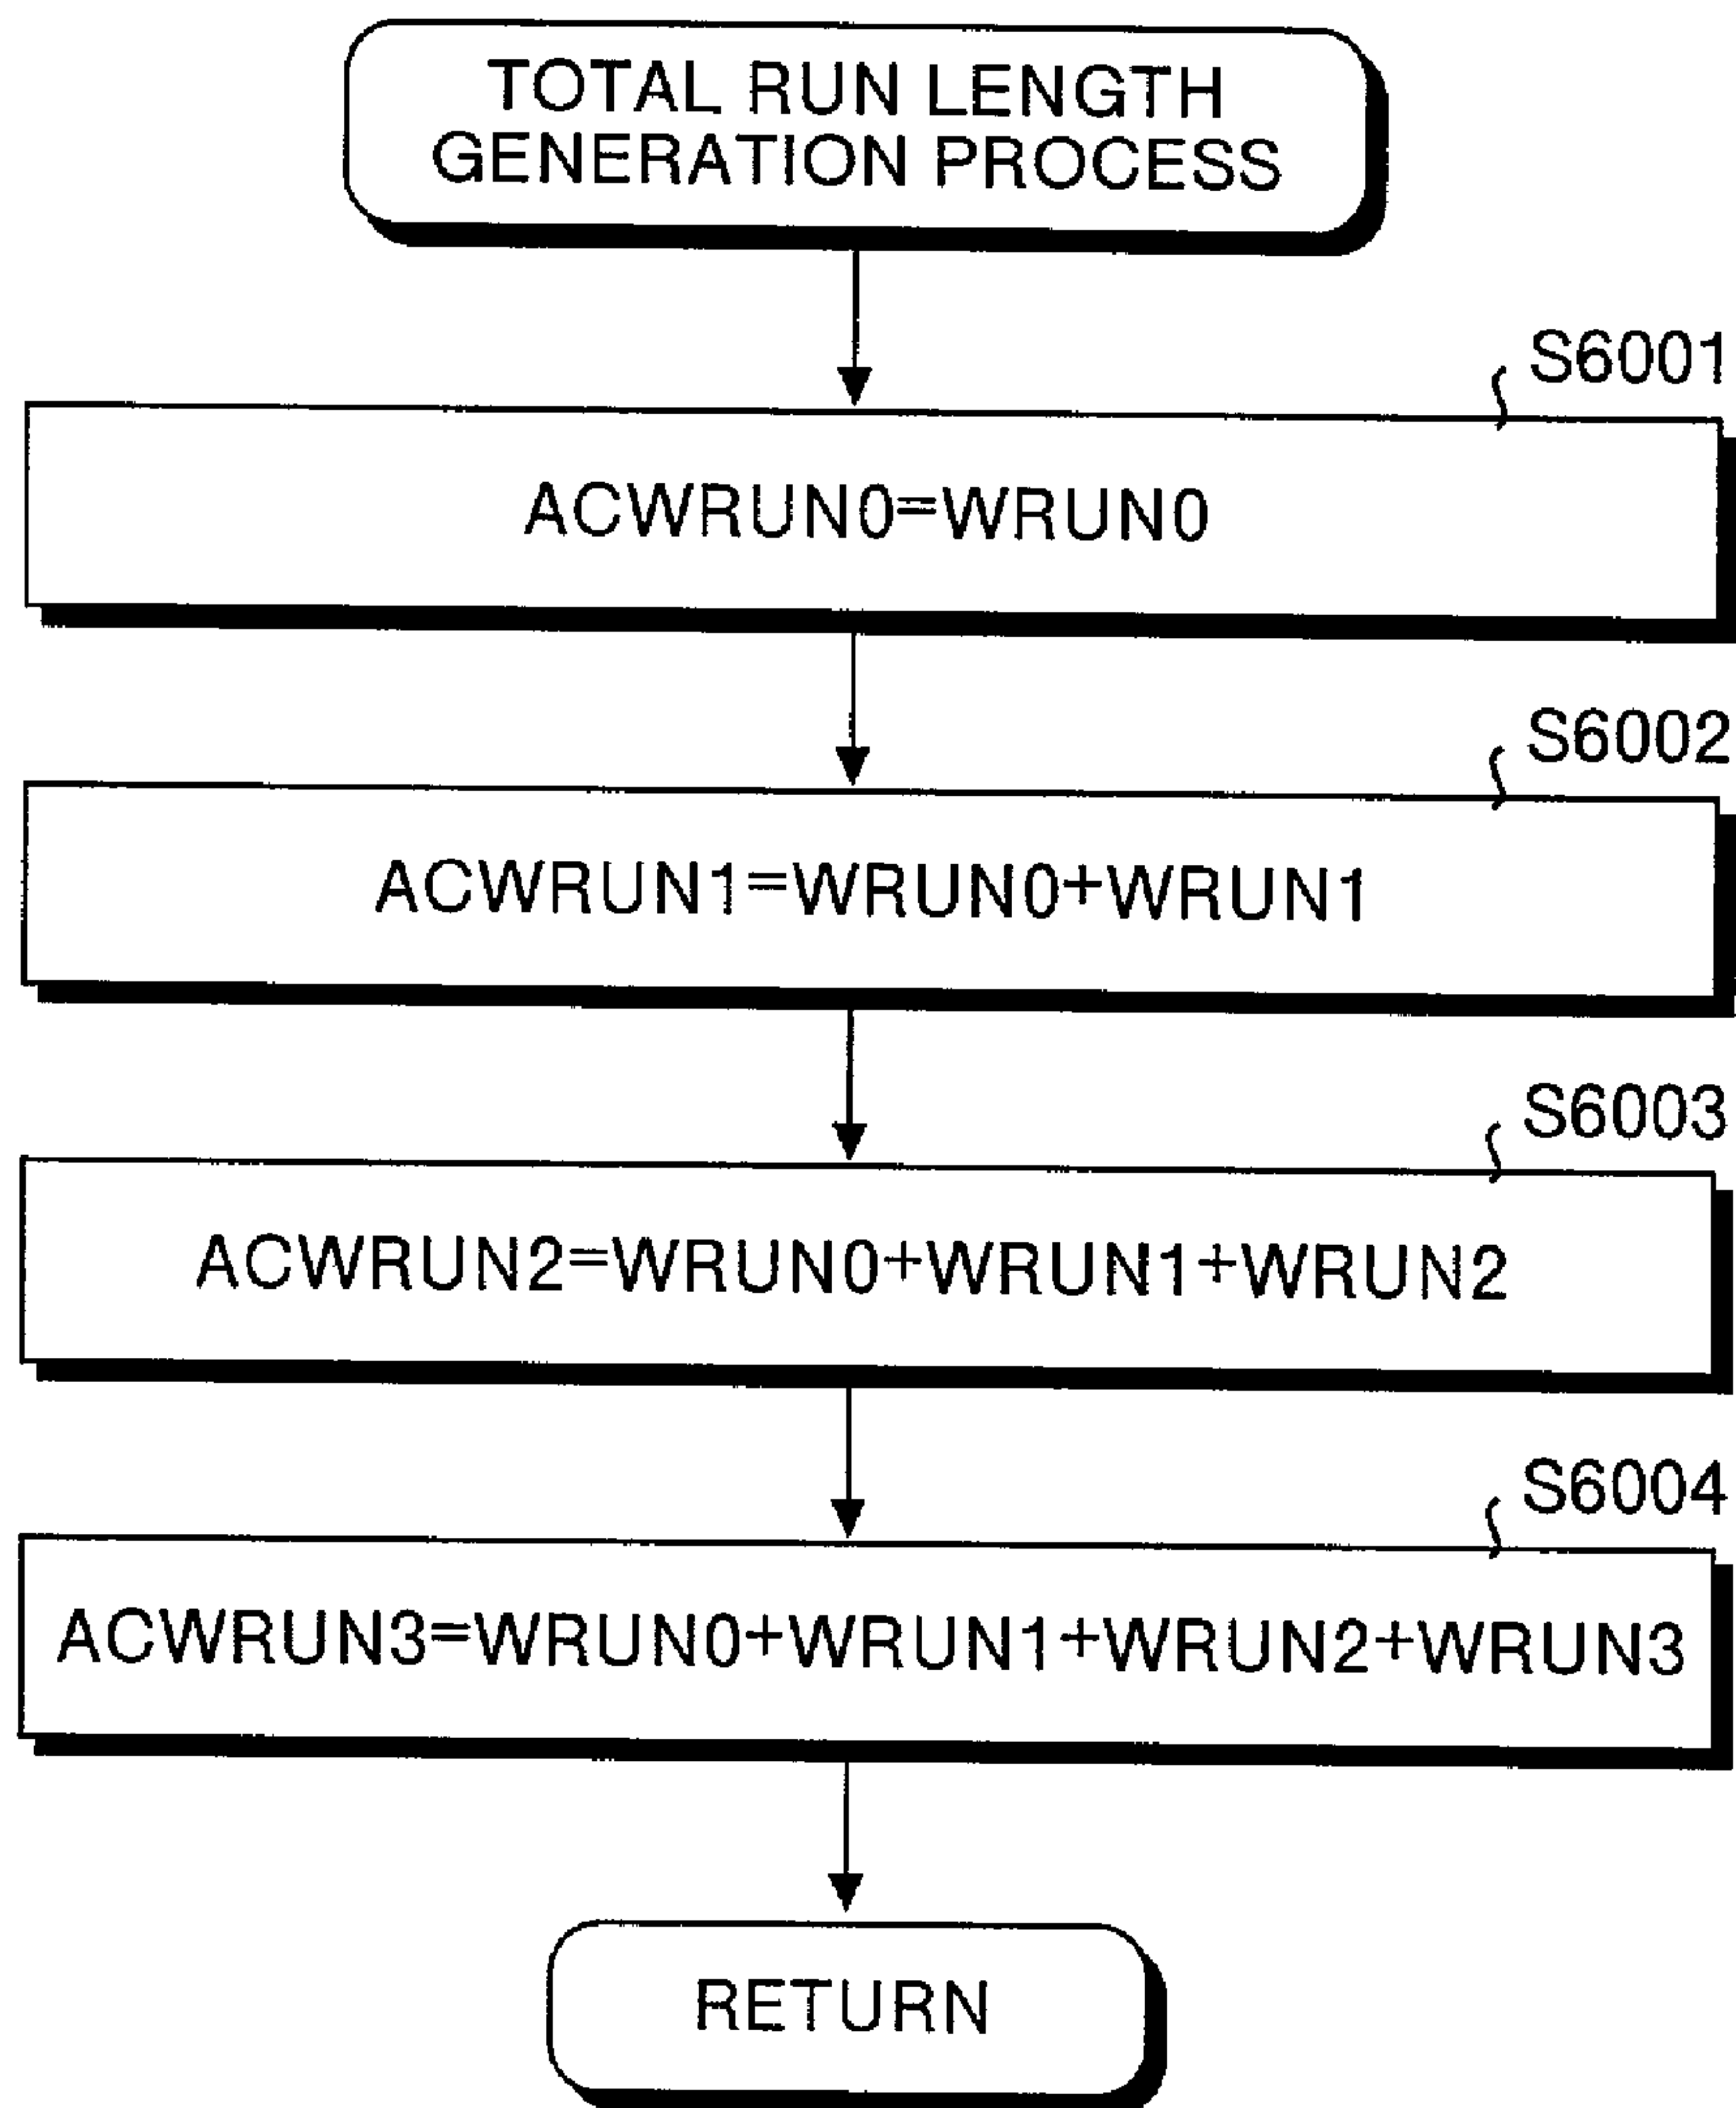 TOTAL RUN LENGTH
GENERATION PROCESS
S6001
ACWRUN0=WRUN0
S6002
ACWRUN1=WRUN0+WRUN1
S6003
ACWRUN2=WRUN0+WRUN1+WRUN2
S6004
ACWRUN3=WRUN0+WRUN1+WRUN2+WRUN3
RETURN